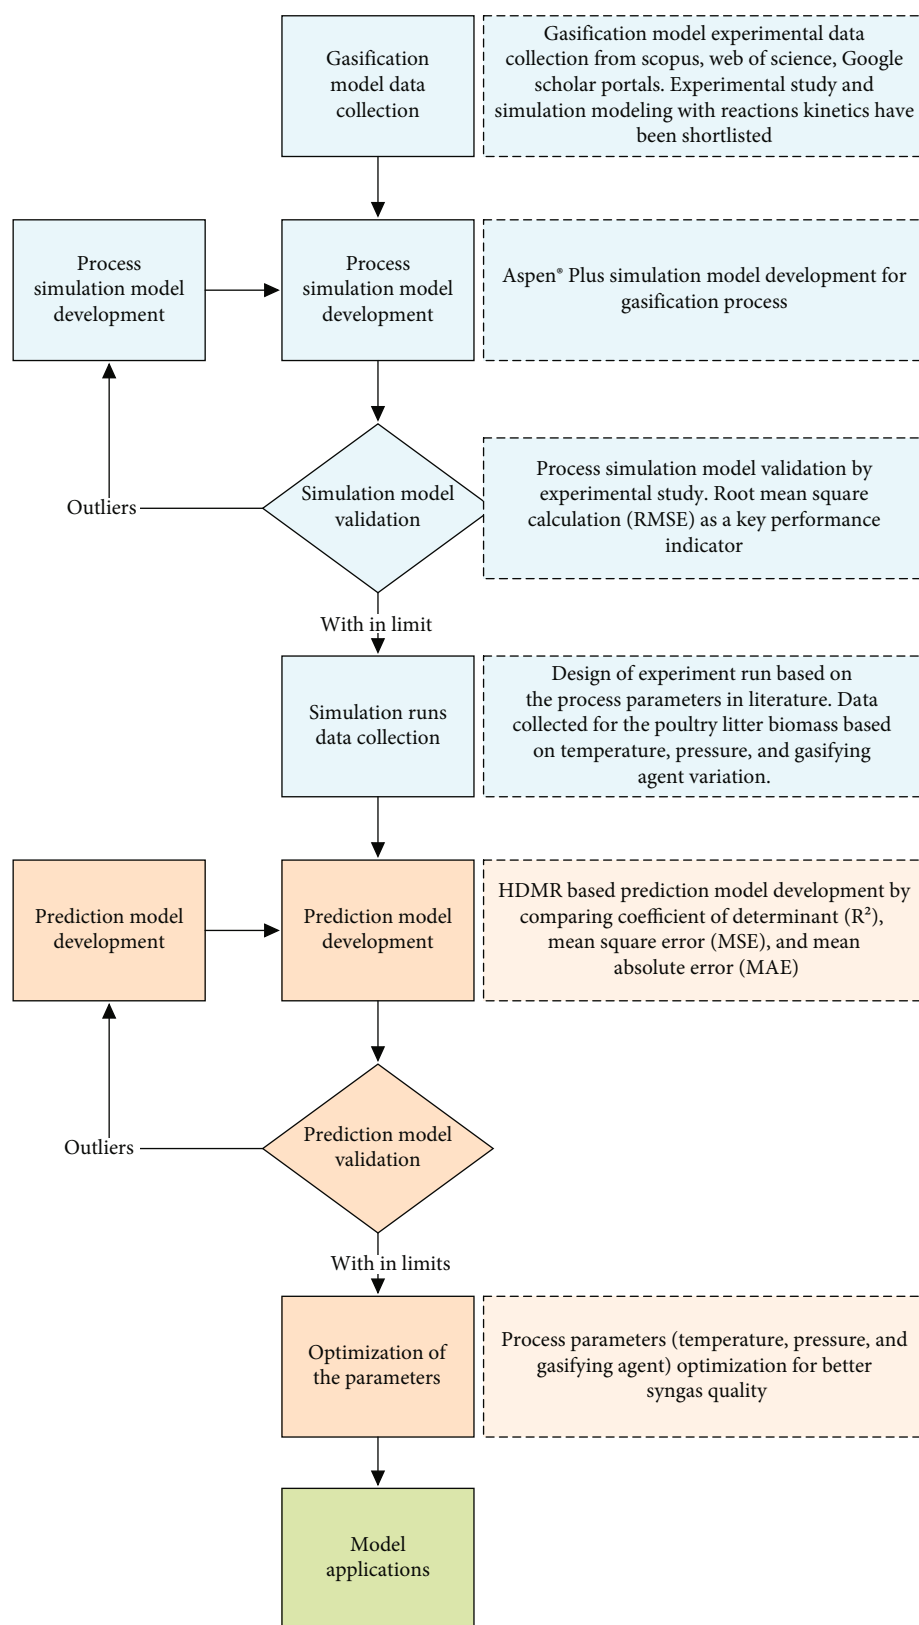 Gasification
model data
collection
Gasification model experimental data
collection from scopus, web of science, Google
scholar portals. Experimental study and
simulation modeling with reactions kinetics have
been shortlisted
Process
simulation model
development
Process
simulation model
development
Aspen® Plus simulation model development for
gasification process
Outliers
Simulation model
validation
Process simulation model validation by
experimental study. Root mean square
calculation (RMSE) as a key performance
indicator
With in limit
Simulation runs
data collection
Design of experiment run based on
the process parameters in literature. Data
collected for the poultry litter biomass based
on temperature, pressure, and gasifying
agent variation.
Prediction model
development
Prediction model
development
HDMR based prediction model development by
comparing coefficient of determinant (R²),
mean square error (MSE), and mean
absolute error (MAE)
Outliers
Prediction model
validation
With in limits
Optimization of
the parameters
Process parameters (temperature, pressure, and
gasifying agent) optimization for better
syngas quality
Model
applications